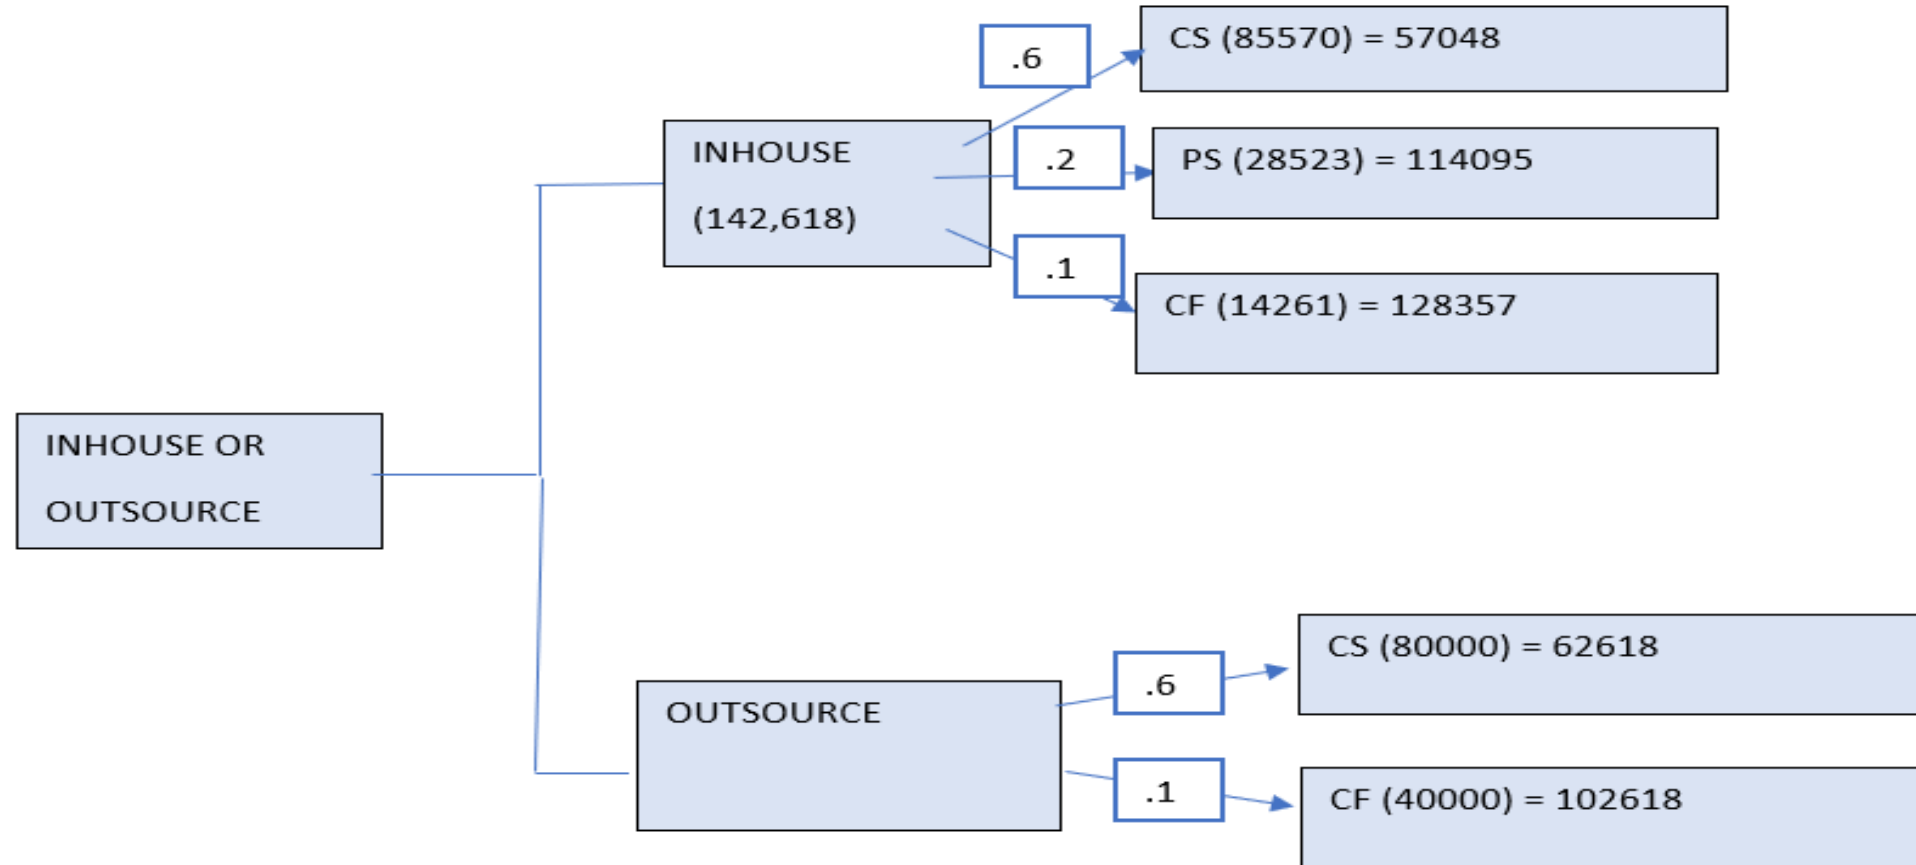 CS (85570) = 57048
.6
INHOUSE
(142,618)
.2
PS (28523) = 114095
.1
CF (14261) = 128357
INHOUSE OR
OUTSOURCE
OUTSOURCE
.6
CS (80000) = 62618
.1
CF (40000) = 102618